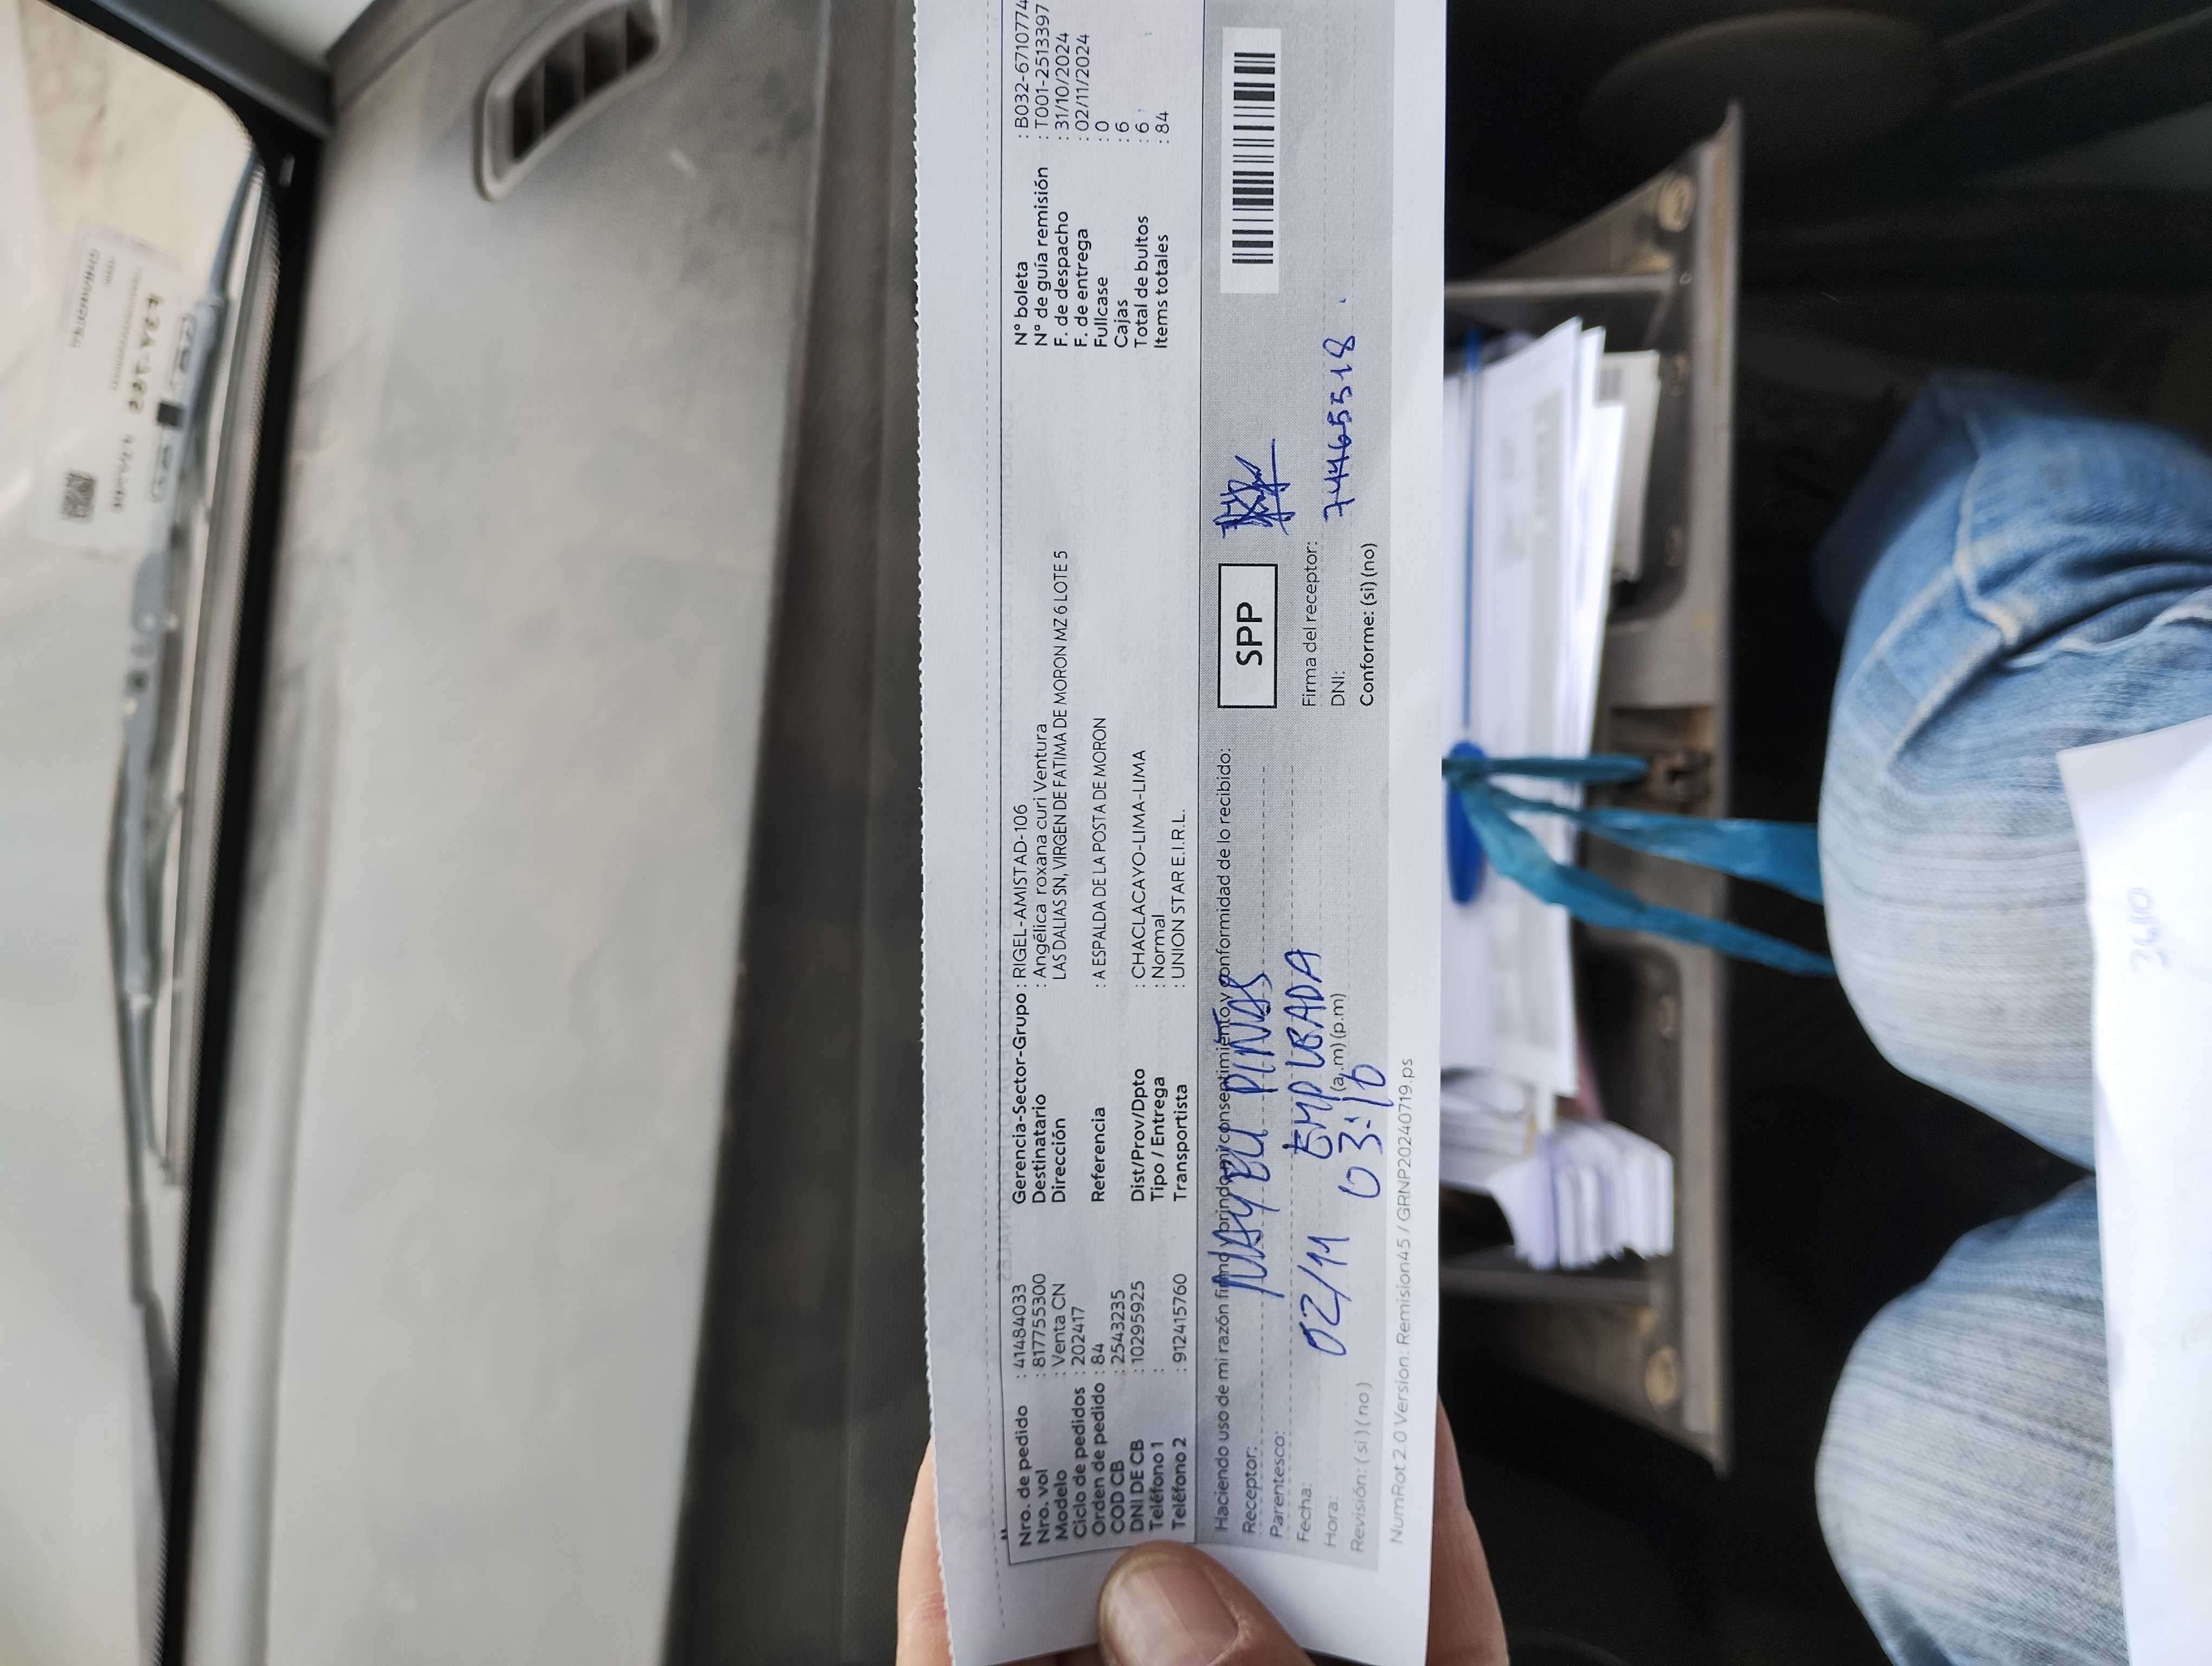 Nro. de pedido : 41484033
Nro. vol : 817755300
Modelo : Venta CN
Ciclo de pedidos : 202417
Orden de pedido : 84
COD CB : 2543235
DNI DE CB : 10295925
Teléfono 1 :
Teléfono 2 : 912415760
Gerencia-Sector-Grupo : RIGEL-AMISTAD-106
Destinatario : Angélica roxana curi Ventura
Dirección LAS DALIAS SN, VIRGEN DE FATIMA DE MORON MZ 6 LOTE 5
Referencia : A ESPALDA DE LA POSTA DE MORON
Dist/Prov/Dpto : CHACLACAYO-LIMA-LIMA
Tipo / Entrega : Normal
Transportista : UNION STAR E.I.R.L.
N° boleta : B032-6710774
N° de guía remisión : T001-2513397
F. de despacho : 31/10/2024
F. de entrega : 02/11/2024
Fullcase : 0
Cajas : 6
Total de bultos : 6
Items totales : 84
Haciendo uso de mi razón firmo y brindo mi consentimiento y conformidad de lo recibido:
Receptor: NAYELI PINOS
Parentesco: EMPLEADA
Fecha: 02/11
Hora: 03:16 (a.m) (p.m)
Revisión: ( si ) ( no )
SPP
Firma del receptor:
DNI: 74465518
Conforme: (si) (no)
NumRot 2.0 Version: Remision45 / GRNP20240719.ps